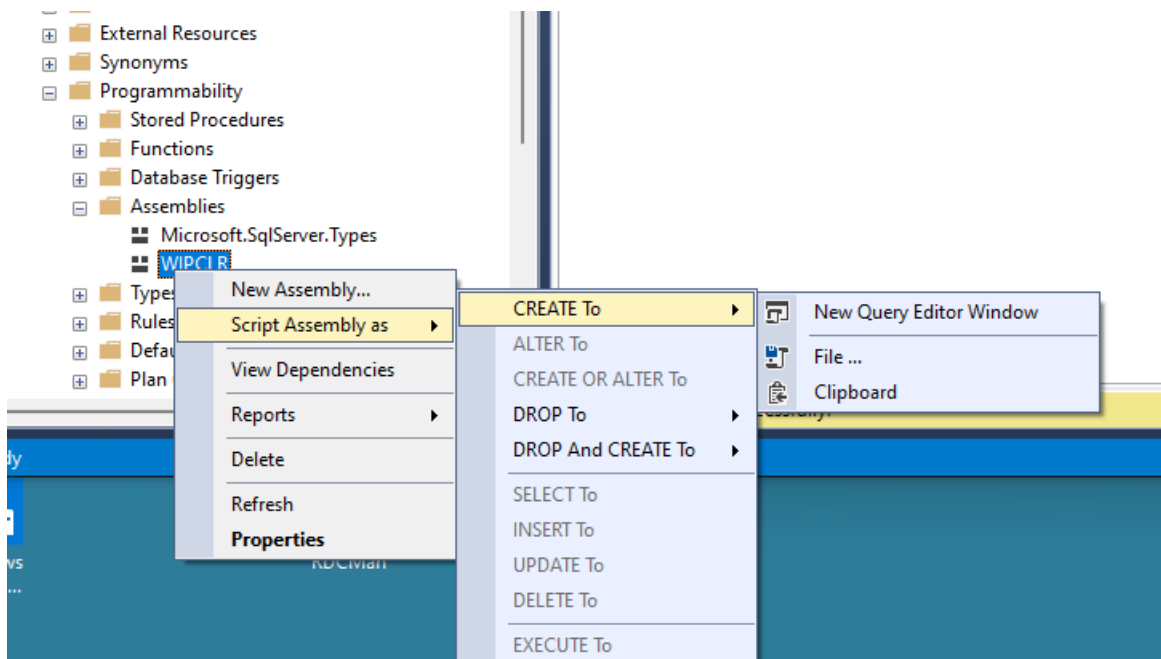 External Resources
Synonyms
Programmability
Stored Procedures
Functions
Database Triggers
Assemblies
Microsoft.SqlServer.Types
WIPCLR
Types
Rules
Plan
New Assembly...
Script Assembly as
View Dependencies
Reports
Delete
Refresh
Properties
CREATE To
ALTER To
CREATE OR ALTER To
DROP To
DROP And CREATE To
SELECT To
INSERT To
UPDATE To
DELETE To
EXECUTE To
New Query Editor Window
File ...
Clipboard
RDCMan